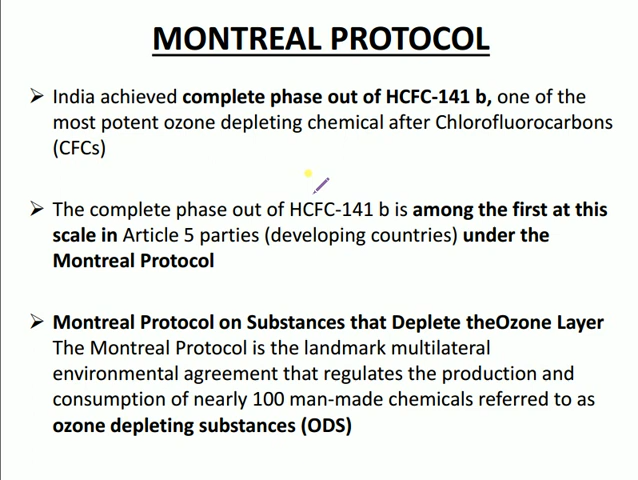 MONTREAL PROTOCOL
India achieved complete phase out of HCFC-141 b, one of the
most potent ozone depleting chemical after Chlorofluorocarbons
(CFCs)
The complete phase out of HCFC-141 b is among the first at this
scale in Article 5 parties (developing countries) under the
Montreal Protocol
Montreal Protocol on Substances that Deplete theOzone Layer
The Montreal Protocol is the landmark multilateral
environmental agreement that regulates the production and
consumption of nearly 100 man-made chemicals referred to as
ozone depleting substances (ODS)